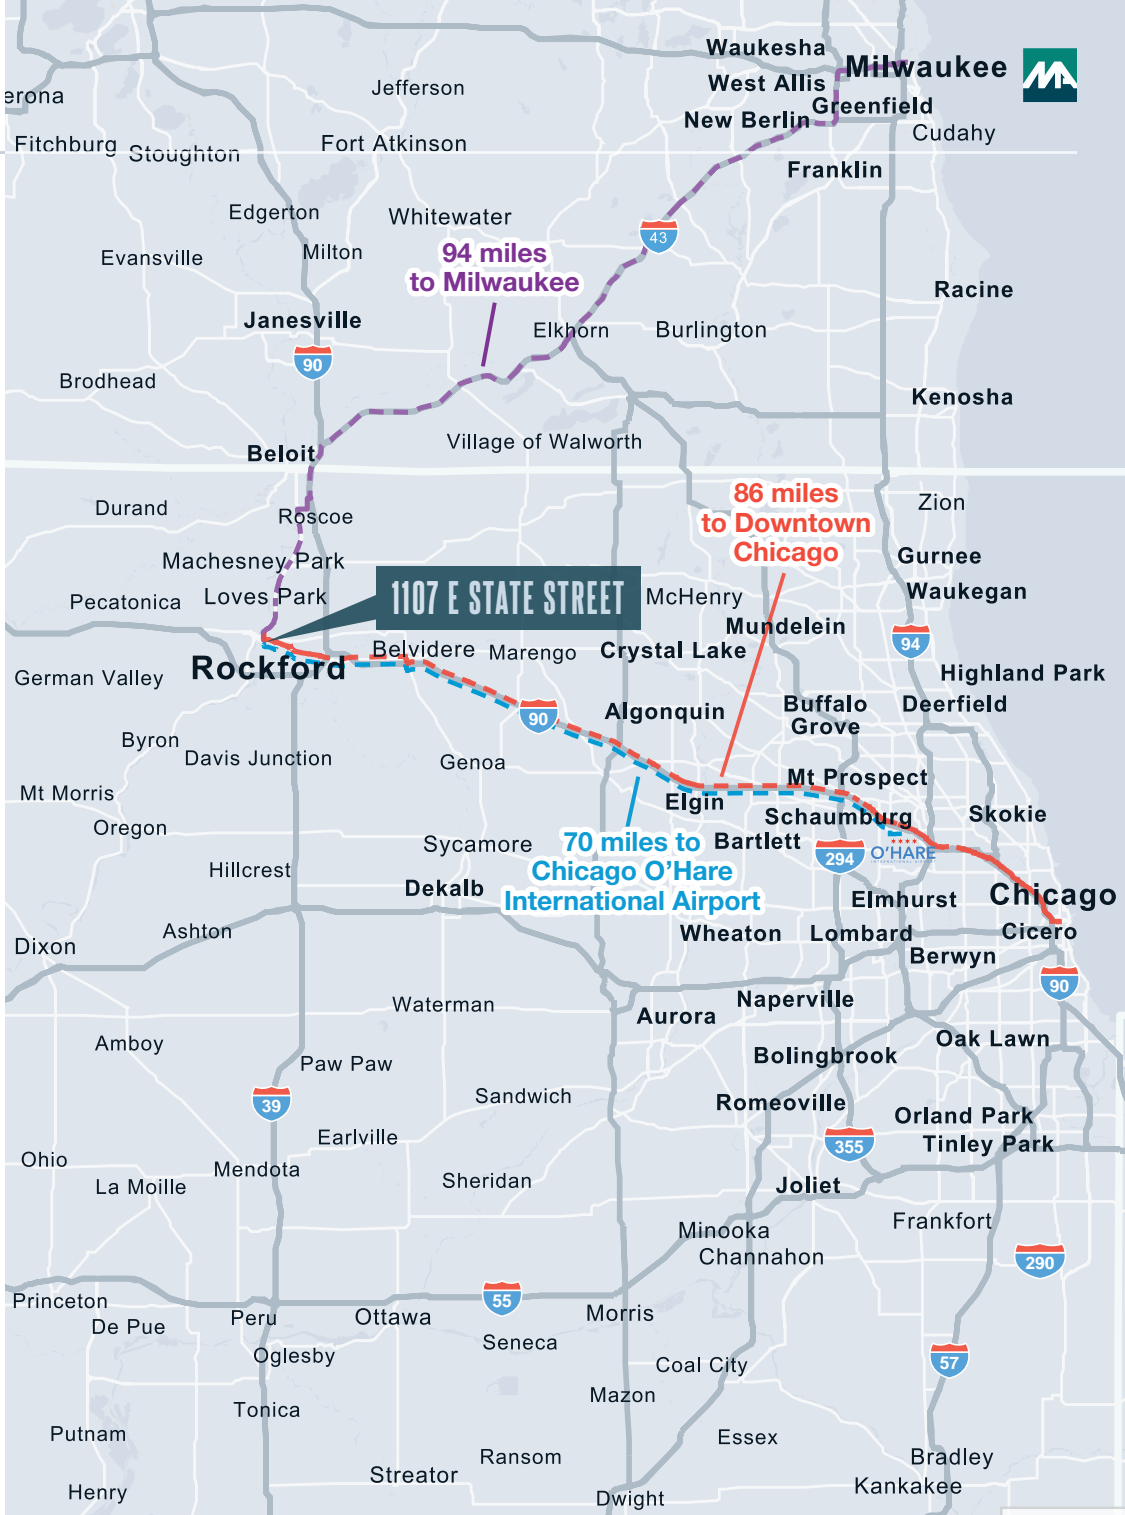 Waukesha
Milwaukee
MA
West Allis
Jefferson
erona
Greenfield
New Berlin
Cudahy
Fitchburg
Stoughton
Fort Atkinson
Franklin
Edgerton
Whitewater
43
Evansville
Milton
94 miles
to Milwaukee
Racine
Janesville
Elkhorn
Burlington
90
Brodhead
Kenosha
Beloit
Village of Walworth
86 miles
to Downtown
Chicago
Durand
Roscoe
Zion
Machesney Park
Gurnee
Waukegan
1107 E STATE STREET
Pecatonica
Loves Park
McHenry
Mundelein
94
Rockford
Belvidere
Marengo
Crystal Lake
German Valley
Highland Park
Algonquin
Buffalo
Grove
Deerfield
90
Byron
Davis Junction
Genoa
Mt Prospect
Mt Morris
Elgin
Schaumburg
Skokie
Oregon
Sycamore
70 miles to
Chicago O'Hare
International Airport
Bartlett
294
O'HARE
INTERNATIONAL AIRPORT
Hillcrest
Dekalb
Elmhurst
Chicago
Ashton
Wheaton
Lombard
Cicero
Dixon
Berwyn
90
Waterman
Naperville
Aurora
Amboy
Oak Lawn
Paw Paw
Bolingbrook
39
Sandwich
Romeoville
Orland Park
Earlville
355
Tinley Park
Ohio
Mendota
La Moille
Sheridan
Joliet
Minooka
Frankfort
Channahon
290
Princeton
55
De Pue
Peru
Ottawa
Morris
Seneca
Oglesby
Coal City
57
Mazon
Tonica
Putnam
Essex
Ransom
Bradley
Streator
Kankakee
Henry
Dwight